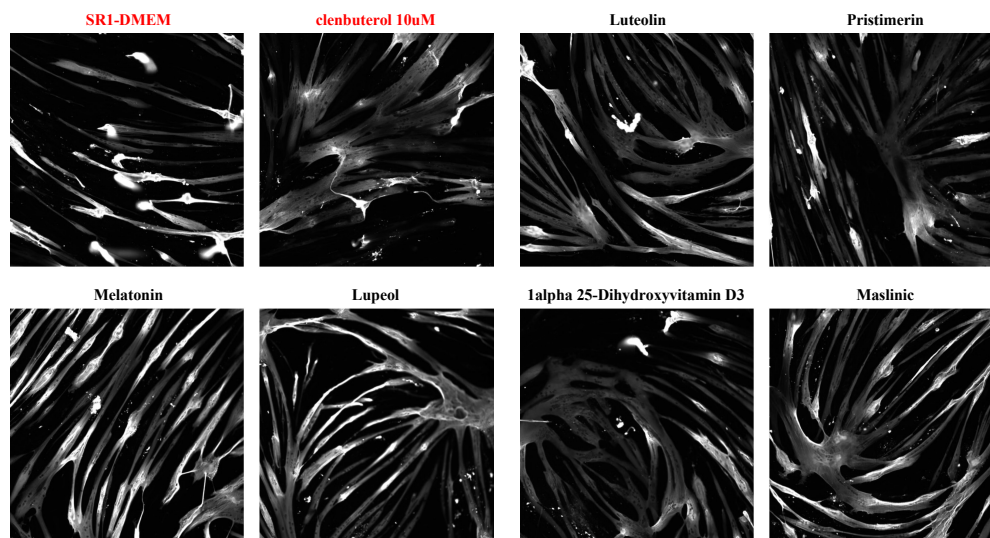 SR1-DMEM
clenbuterol 10uM
Luteolin
Pristimerin
Melatonin
Lupeol
1alpha 25-Dihydroxyvitamin D3
Maslinic